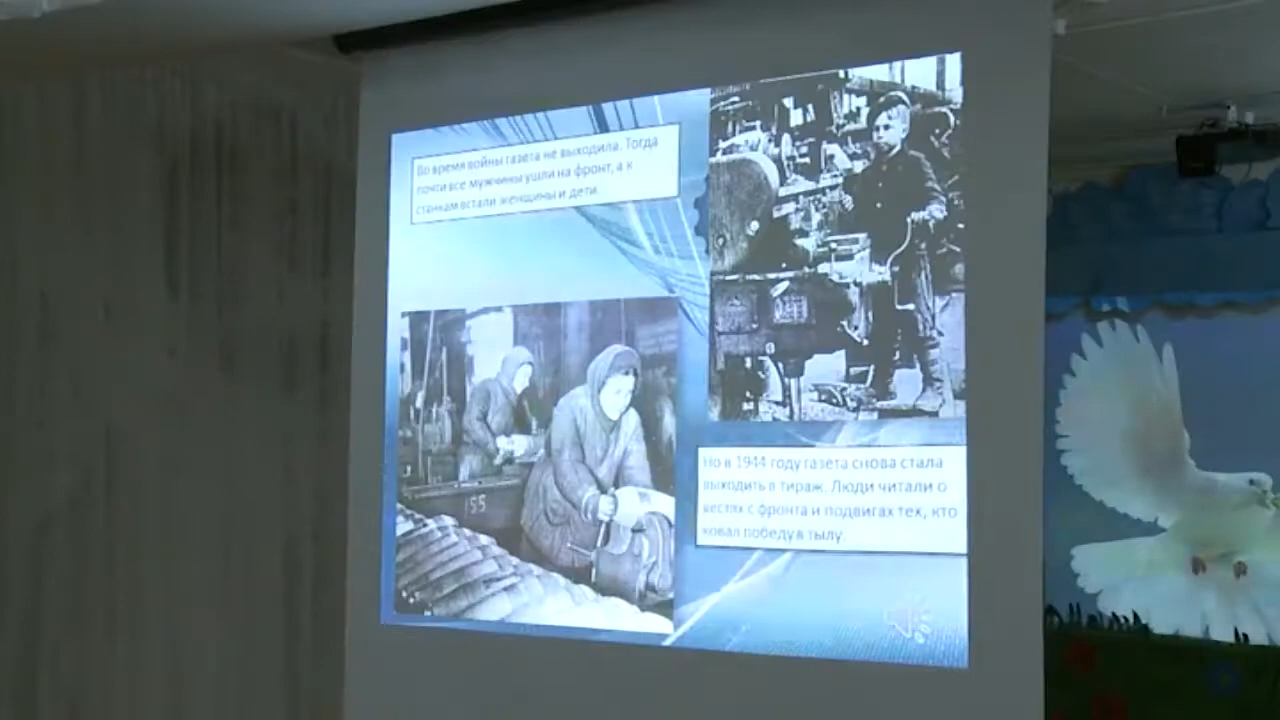 Во время войны газета не выходила. Тогда
почти все мужчины ушли на фронт, а к
станкам встали женщины и дети.
155
Но в 1944 году газета снова стала
выходить в тираж. Люди читали о
вестях с фронта и подвигах тех, кто
ковал победу в тылу.